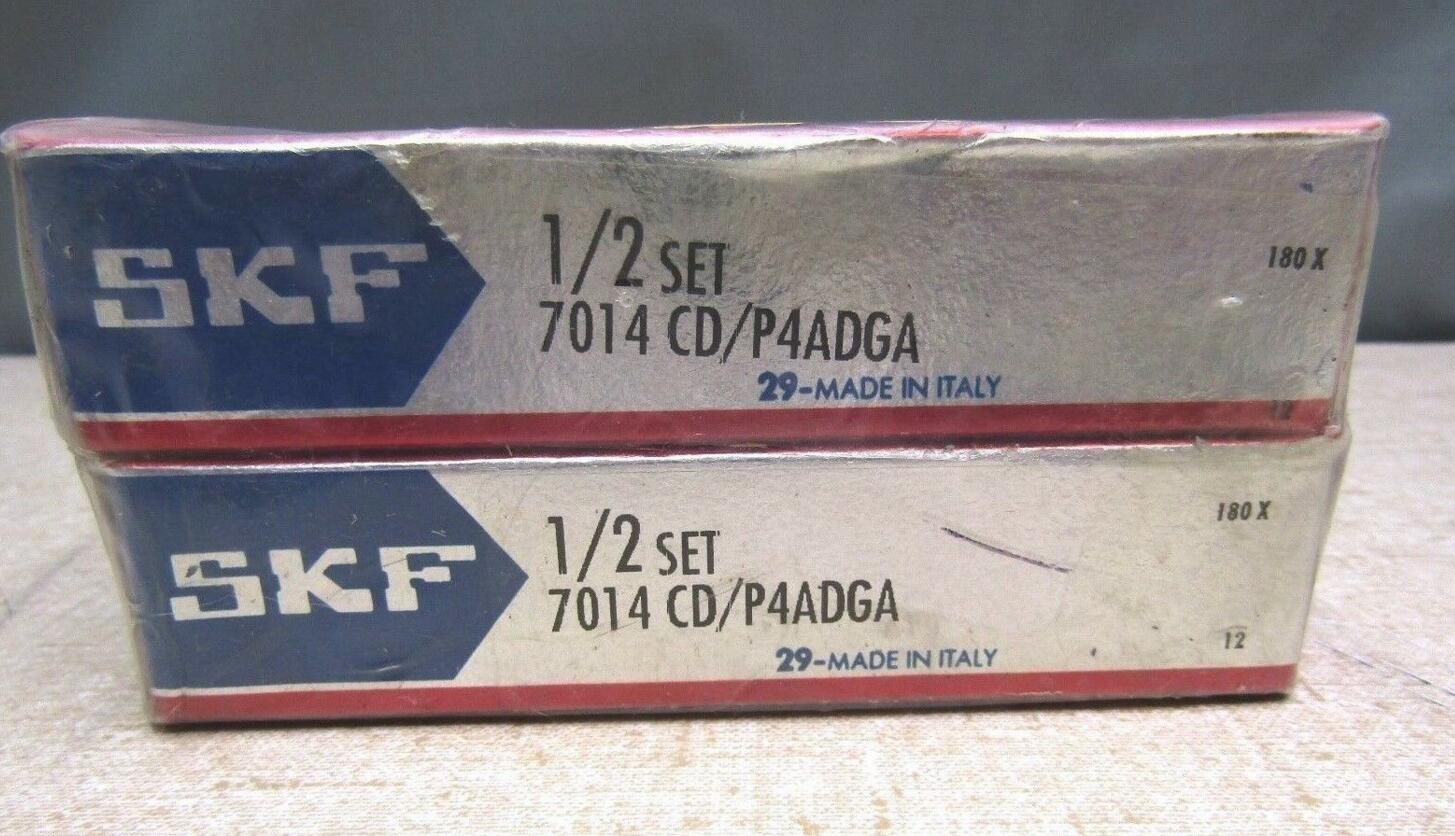 SKF
1/2 SET
7014 CD/P4ADGA
29-MADE IN ITALY
180 X
12
SKF
1/2 SET
7014 CD/P4ADGA
29-MADE IN ITALY
180 X
12